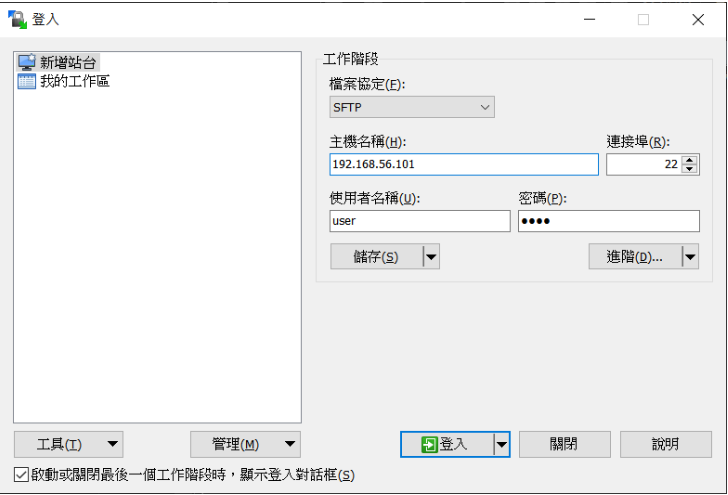 登入
新增站台
我的工作區
工作階段
檔案協定(F):
SFTP
主機名稱(H): 連接埠(R):
192.168.56.101 22
使用者名稱(U): 密碼(P):
user ●●●●
儲存(S) 進階(D)...
工具(T) 管理(M) 登入 關閉 說明
啟動或關閉最後一個工作階段時，顯示登入對話框(S)